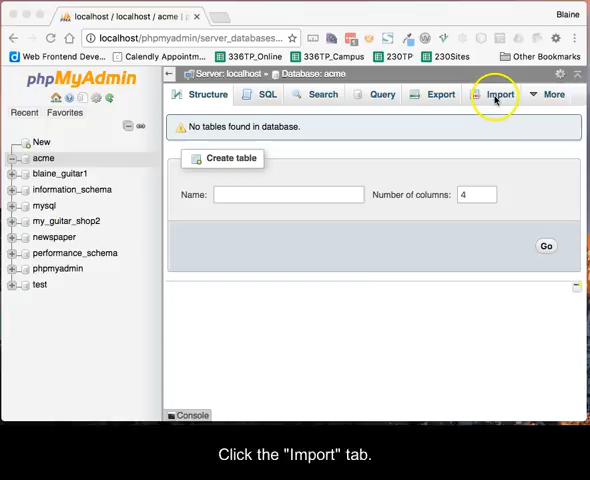 localhost / localhost / acme | p
Blaine
localhost/phpmyadmin/server_databases
Web Frontend Devel
Calendly Appointme
336TP_Online
336TP_Campus
230TP
230Sites
Other Bookmarks
phpMyAdmin
Server: localhost » Database: acme
Structure SQL Search Query Export Import More
Recent Favorites
No tables found in database.
New
acme
blaine_guitar1
information_schema
mysql
my_guitar_shop2
newspaper
performance_schema
phpmyadmin
test
Create table
Name: Number of columns: 4
Go
Console
Click the "Import" tab.